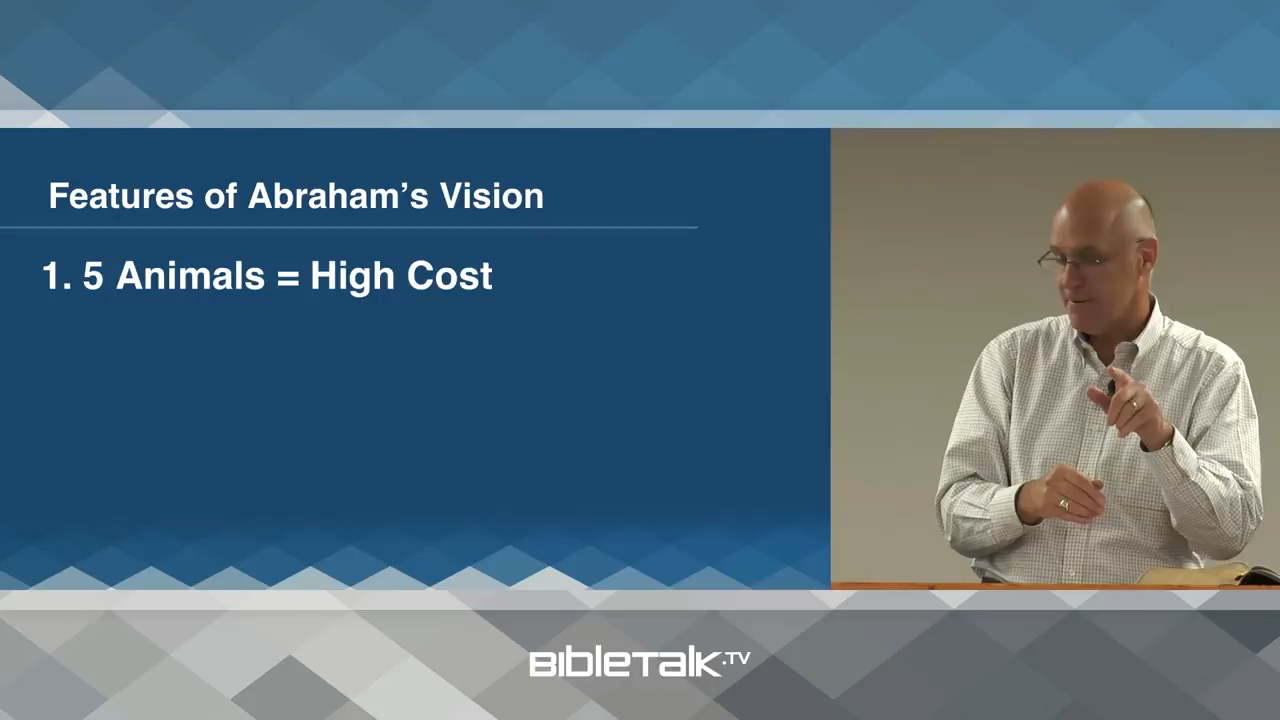 Features of Abraham’s Vision
1. 5 Animals = High Cost
BibleTalk.TV